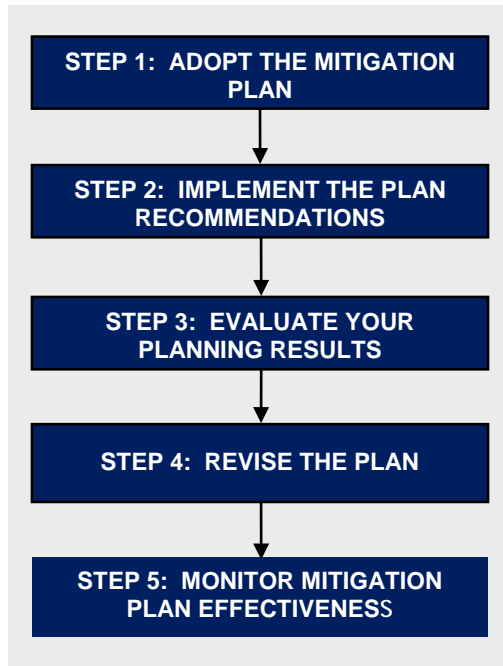 STEP 1:  ADOPT THE MITIGATION
PLAN
STEP 2:  IMPLEMENT THE PLAN
RECOMMENDATIONS
STEP 3:  EVALUATE YOUR
PLANNING RESULTS
STEP 4:  REVISE THE PLAN
STEP 5:  MONITOR MITIGATION
PLAN EFFECTIVENESS